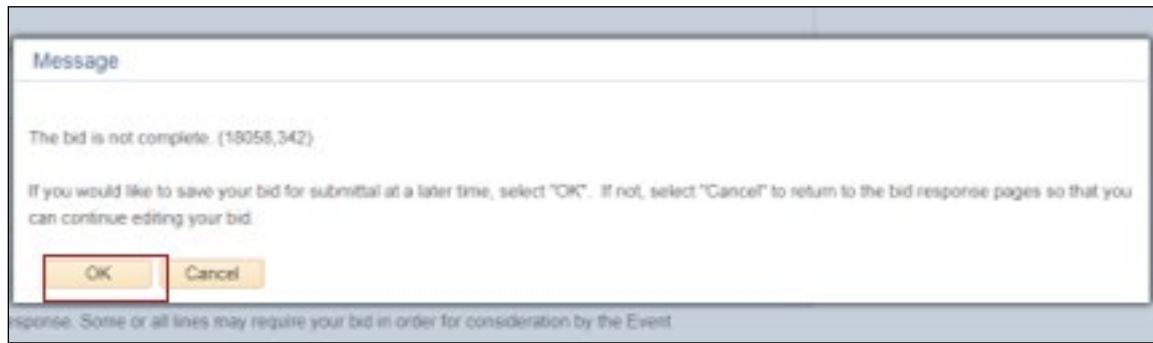 Message
The bid is not complete. (18058,342)
If you would like to save your bid for submittal at a later time, select "OK". If not, select "Cancel" to return to the bid response pages so that you
can continue editing your bid.
OK Cancel
esponse. Some or all lines may require your bid in order for consideration by the Event